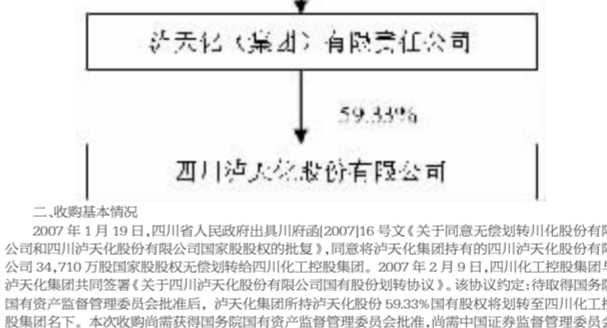 泸天化（集团）有限责任公司
59.33%
四川泸天化股份有限公司
二、收购基本情况
2007 年 1 月 19 日,四川省人民政府出具川府函[2007]16 号文《关于同意无偿划转川化股份有限
公司和四川泸天化股份有限公司国家股股权的批复》,同意将泸天化集团持有的四川泸天化股份有限
公司 34,710 万股国家股股权无偿划转给四川化工控股集团。2007 年 2 月 9 日,四川化工控股集团与
泸天化集团共同签署《关于四川泸天化股份有限公司国有股份划转协议》。该协议约定:待取得国务院
国有资产监督管理委员会批准后，泸天化集团所持泸天化股份 59.33%国有股权将划转至四川化工控
股集团名下。本次收购尚需获得国务院国有资产监督管理委员会批准,尚需中国证券监督管理委员会